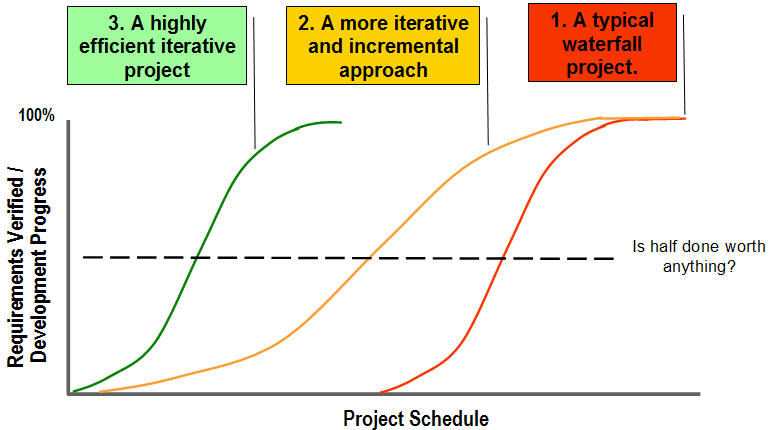 3. A highly
efficient iterative
project
2. A more iterative
and incremental
approach
1. A typical
waterfall
project.
100%
Requirements Verified /
Development Progress
Is half done worth
anything?
Project Schedule